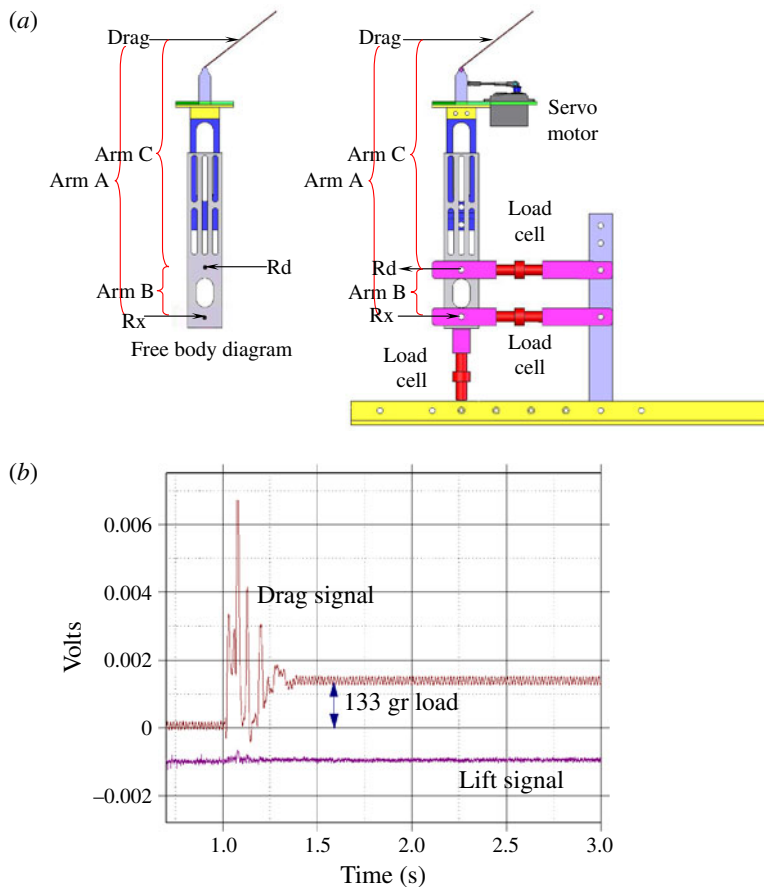 (a)
Drag
Arm C
Arm A
Rd
Arm B
Rx
Free body diagram
Drag
Servo
motor
Arm C
Arm A
Load
cell
Rd
Arm B
Rx
Load
cell
Load
cell
(b)
0.006
0.004
0.002
0
–0.002
Volts
Drag signal
133 gr load
Lift signal
1.0
1.5
2.0
2.5
3.0
Time (s)